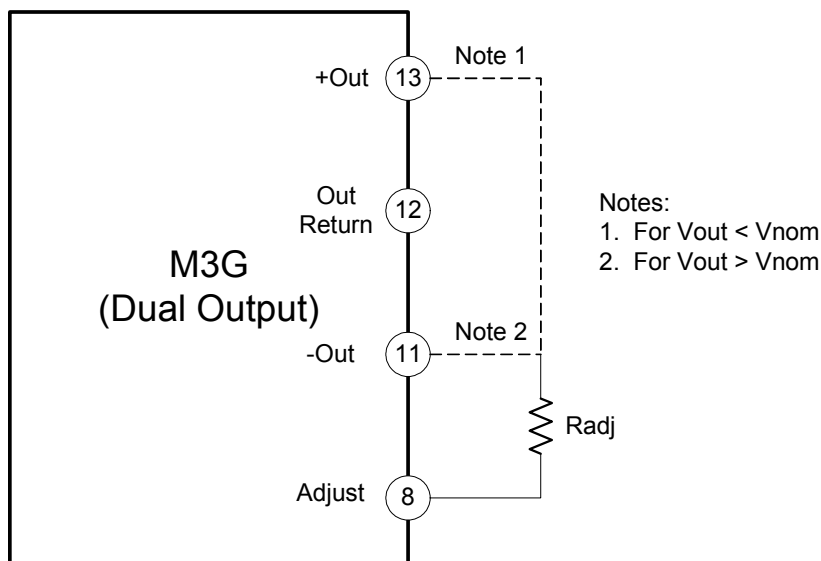 Note 1
+Out
13
Out
Return
12
Notes:
1. For Vout < Vnom
2. For Vout > Vnom
M3G
(Dual Output)
Note 2
-Out
11
Radj
Adjust
8